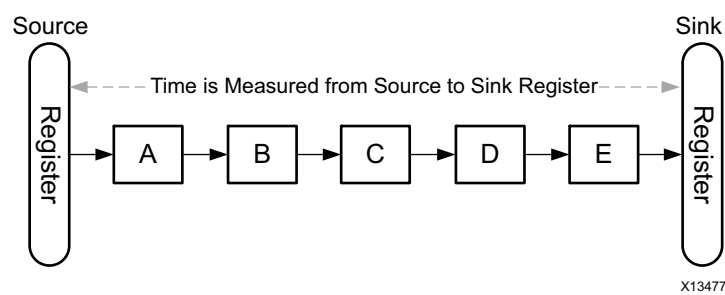 Source
Sink
Time is Measured from Source to Sink Register
Register
A
B
C
D
E
Register
X13477